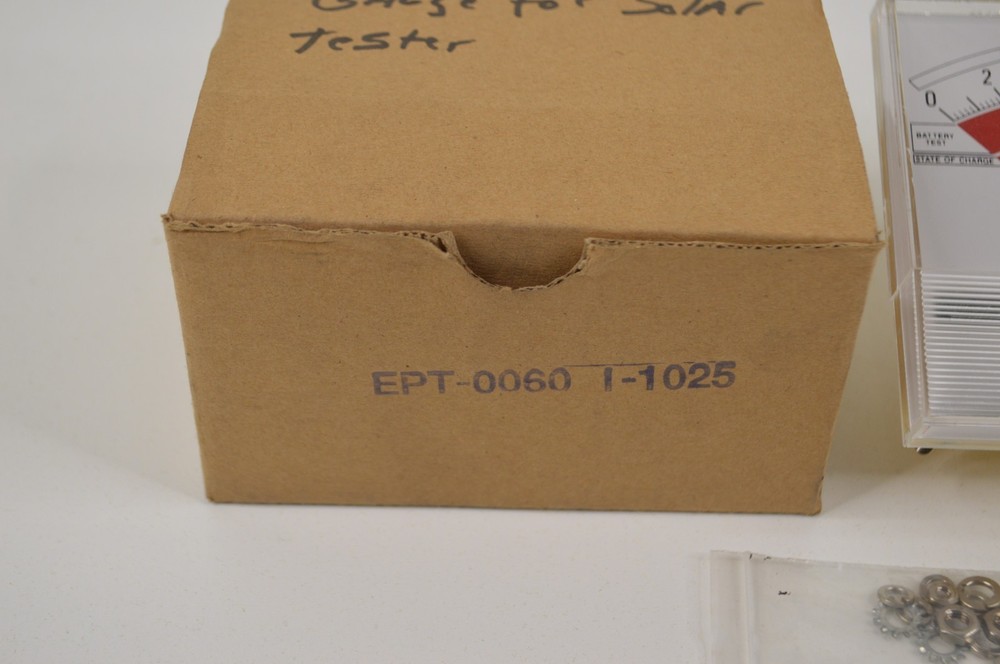 Gauge for Solar
Tester
EPT-0060 I-1025
0 2
BATTERY
TEST
STATE OF CHARGE